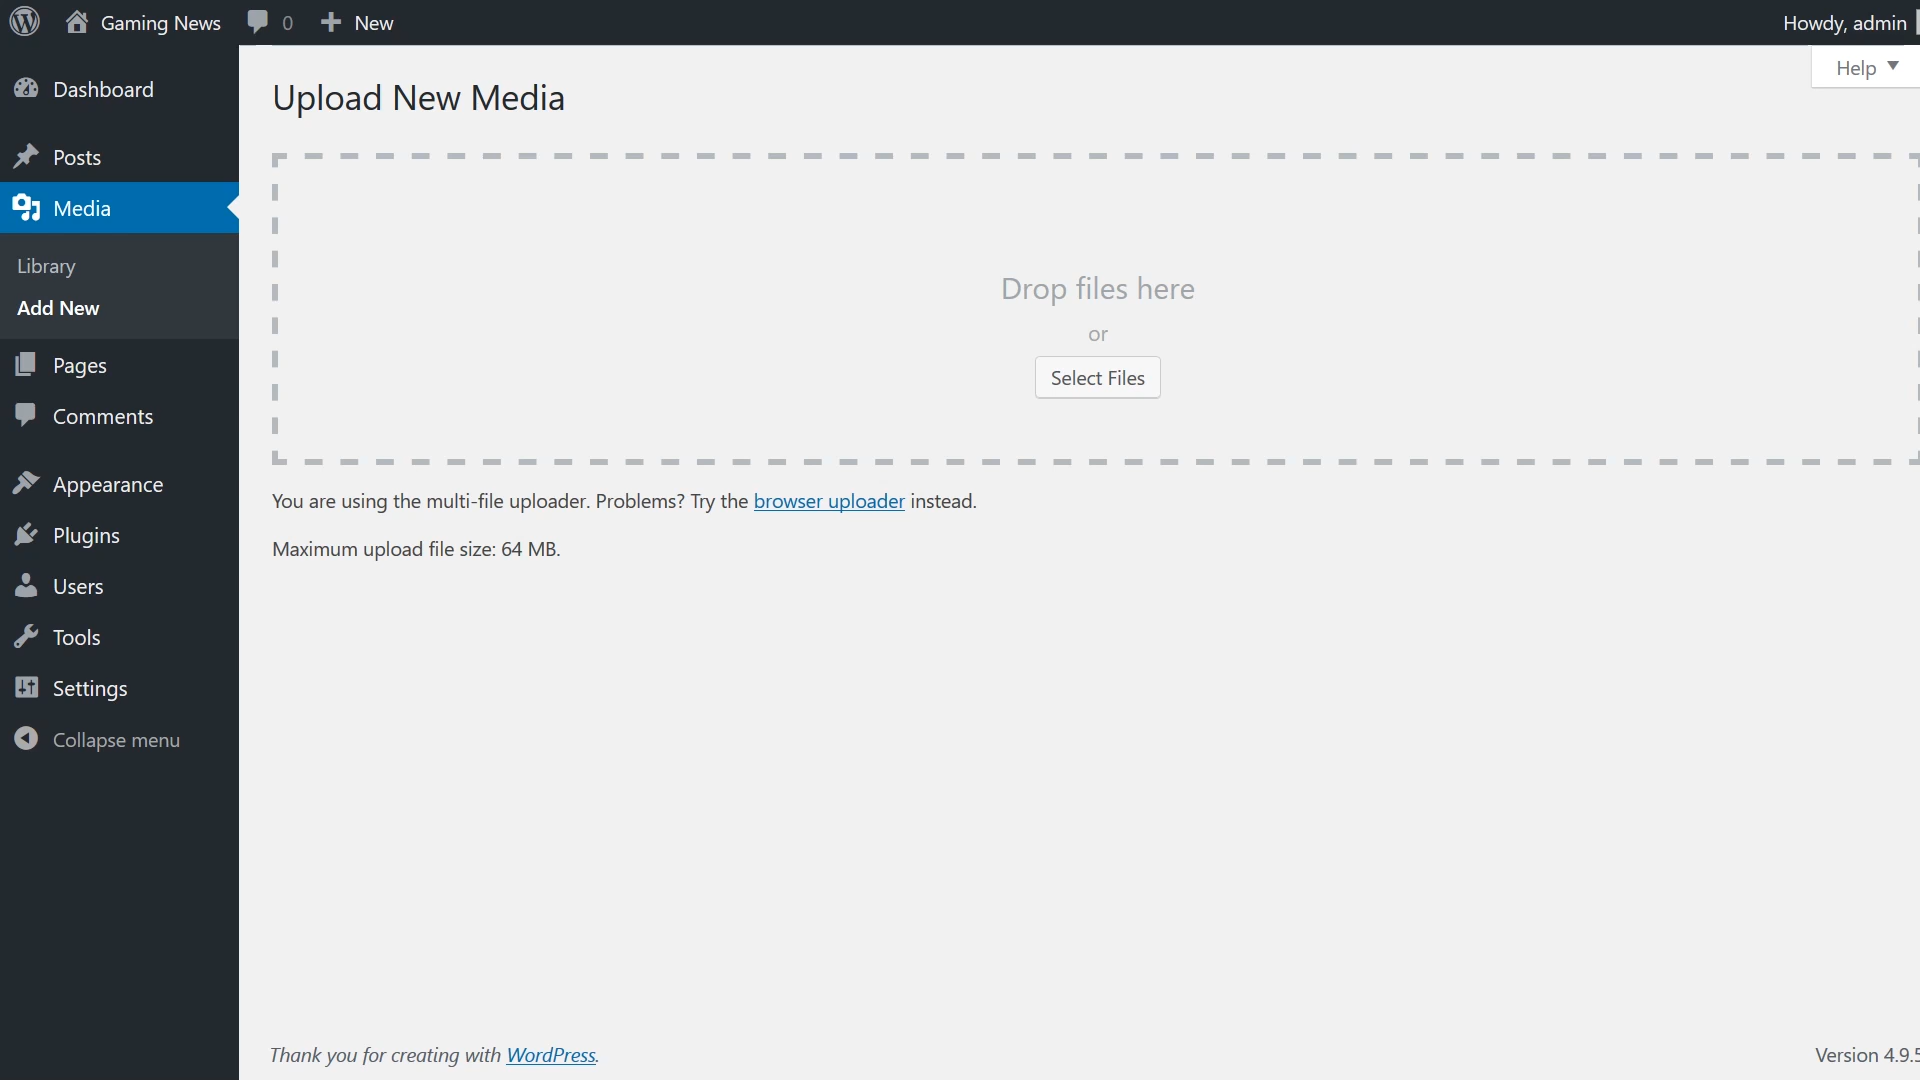 Gaming News 0 New Howdy, admin
Help
Dashboard
Posts
Media
Library
Add New
Pages
Comments
Appearance
Plugins
Users
Tools
Settings
Collapse menu
Upload New Media
Drop files here
or
Select Files
You are using the multi-file uploader. Problems? Try the browser uploader instead.
Maximum upload file size: 64 MB.
Thank you for creating with WordPress.
Version 4.9.5